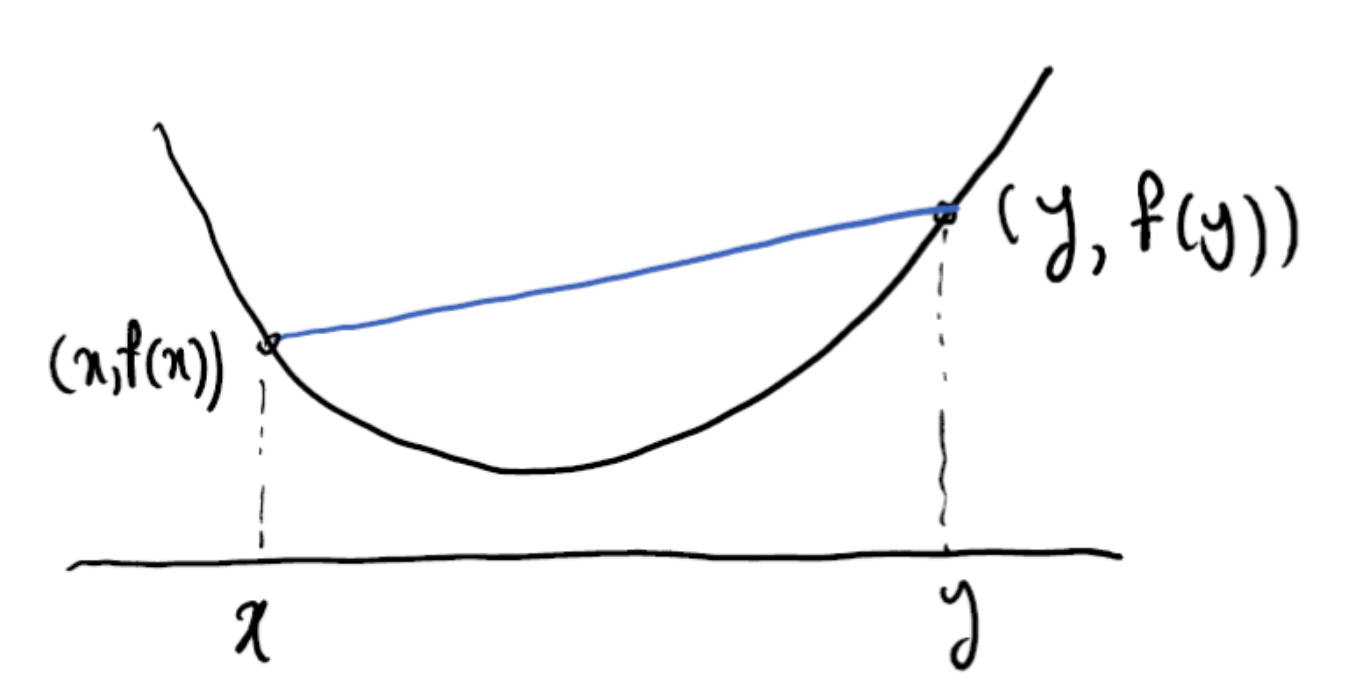 (y, f(y))
(x,f(x))
x
y